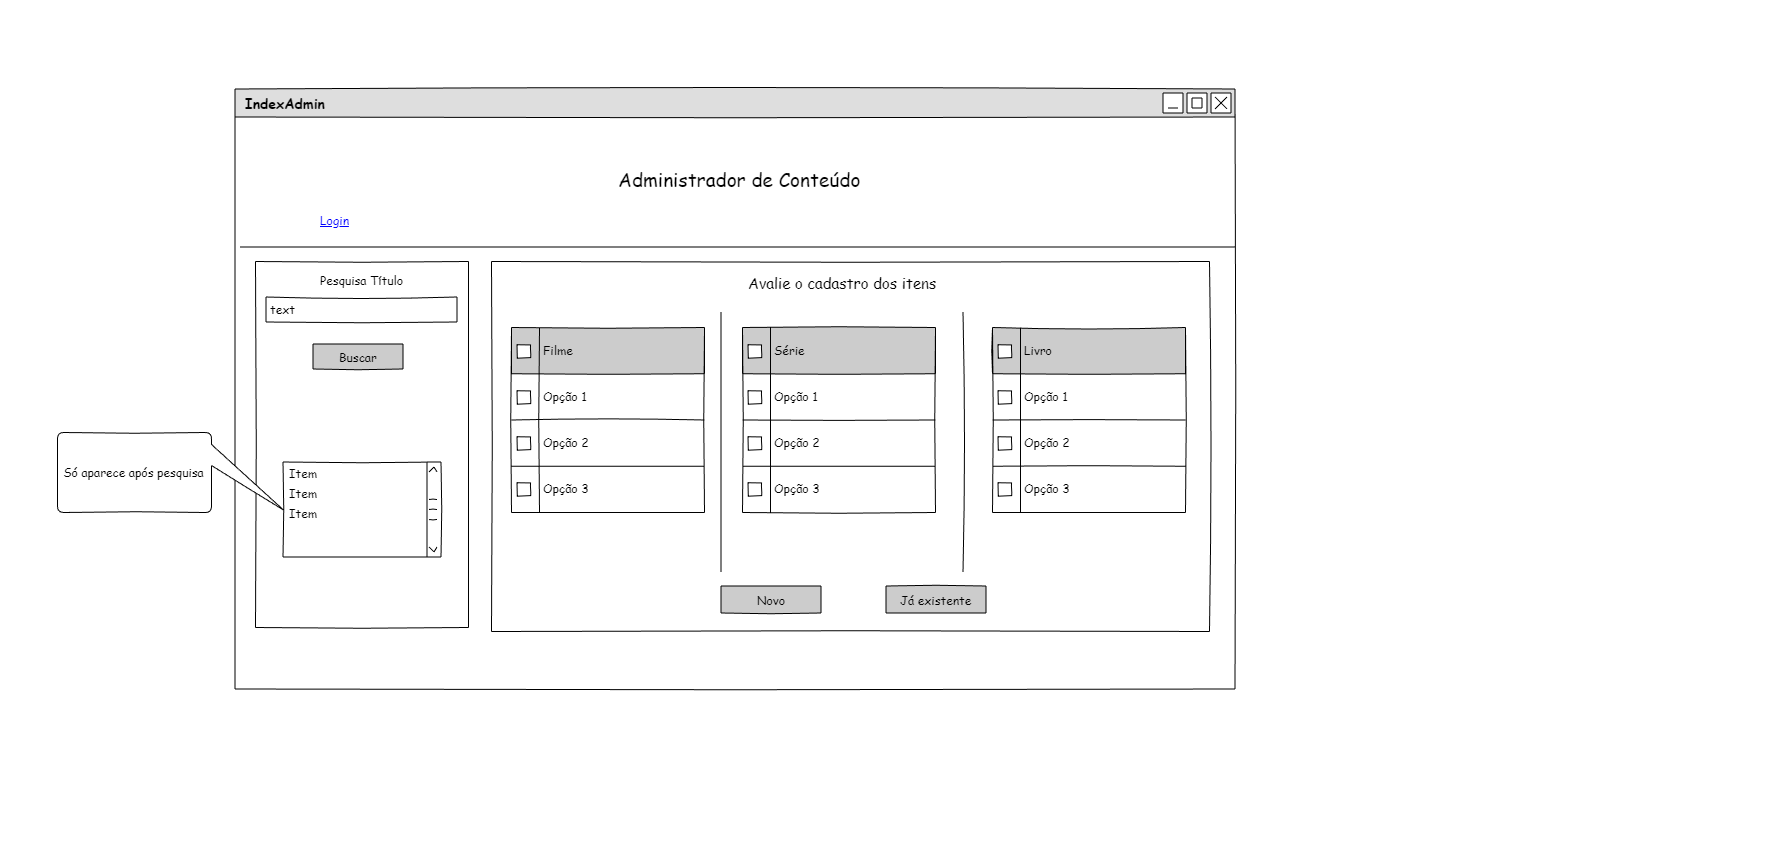 IndexAdmin
Administrador de Conteúdo
Login
Pesquisa Título
text
Buscar
Só aparece após pesquisa
Item
Item
Item
Avalie o cadastro dos itens
Filme
Opção 1
Opção 2
Opção 3
Série
Opção 1
Opção 2
Opção 3
Livro
Opção 1
Opção 2
Opção 3
Novo
Já existente